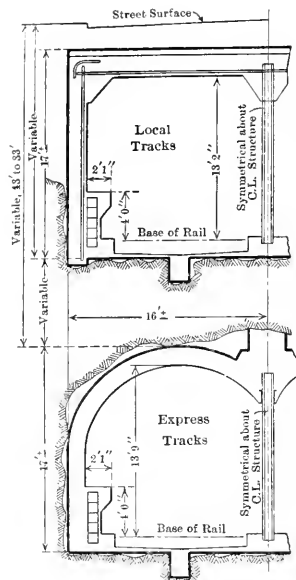 Street Surface
Variable, 43' to 33'
Variable
17'
Local
Tracks
2'1"
13'2"
4'0"
Base of Rail
Symmetrical about
C.L. Structure
Variable
16'±
Express
Tracks
17'±
2'1"
13'9"
4'0"
Base of Rail
Symmetrical about
C.L. Structure